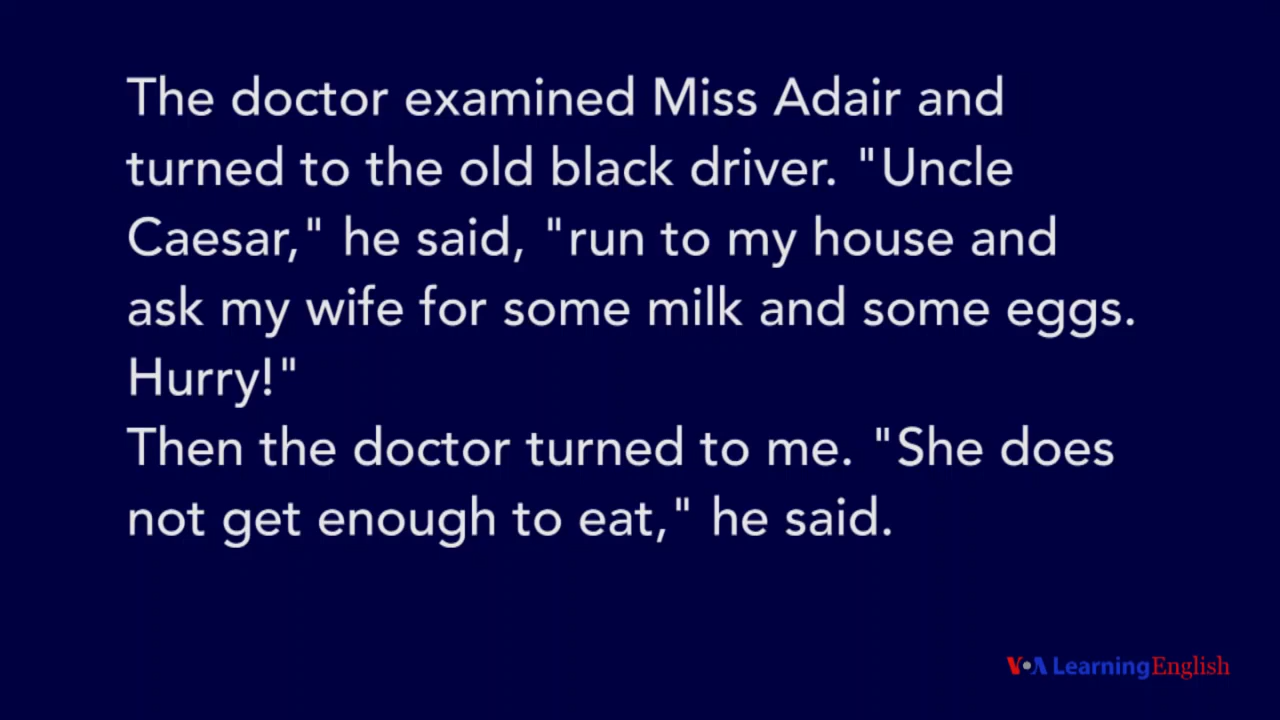 The doctor examined Miss Adair and
turned to the old black driver. "Uncle
Caesar," he said, "run to my house and
ask my wife for some milk and some eggs.
Hurry!"
Then the doctor turned to me. "She does
not get enough to eat," he said.
VOA Learning English